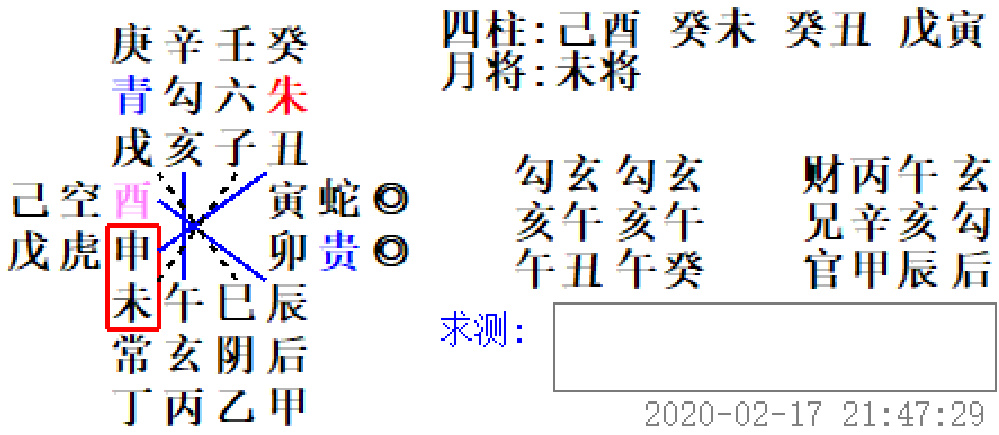 庚辛壬癸
青勾六朱
戌亥子丑
己空酉 寅蛇◎
戊虎申 卯贵◎
未午巳辰
常玄阴后
丁丙乙甲
四柱:己酉 癸未 癸丑 戊寅
月将:未将
勾玄勾玄
亥午亥午
午丑午癸
财丙午玄
兄辛亥勾
官甲辰后
求测:
2020-02-17 21:47:29